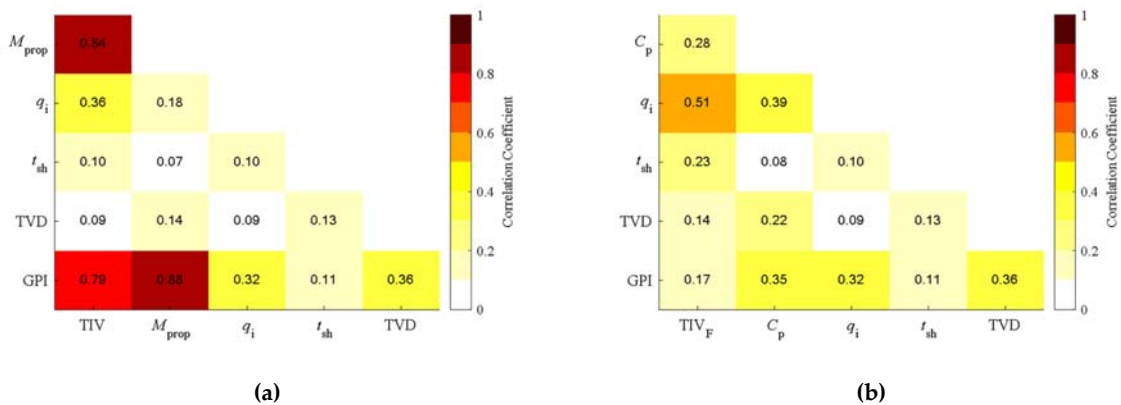 1
M_prop 0.84
0.8
q_i 0.36 0.18
0.6
t_sh 0.10 0.07 0.10
0.4
TVD 0.09 0.14 0.09 0.13
0.2
GPI 0.79 0.88 0.32 0.11 0.36
0
TIV M_prop q_i t_sh TVD
Correlation Coefficient
(a)
1
C_p 0.28
0.8
q_i 0.51 0.39
0.6
t_sh 0.23 0.08 0.10
0.4
TVD 0.14 0.22 0.09 0.13
0.2
GPI 0.17 0.35 0.32 0.11 0.36
0
TIV_F C_p q_i t_sh TVD
Correlation Coefficient
(b)